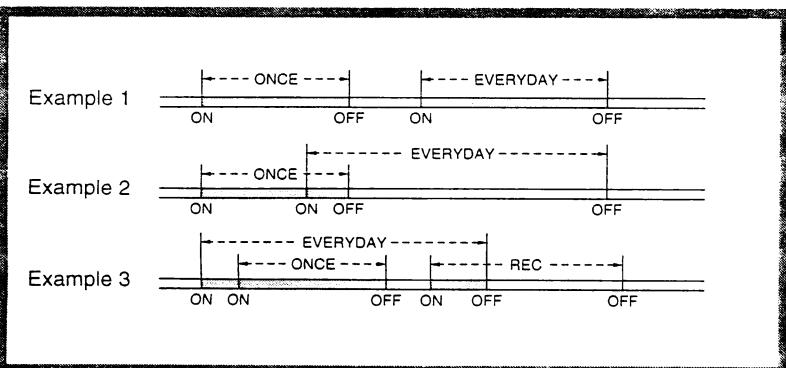 ONCE EVERYDAY
Example 1
ON OFF ON OFF
EVERYDAY
ONCE
Example 2
ON ON OFF OFF
EVERYDAY
ONCE REC
Example 3
ON ON OFF ON OFF OFF